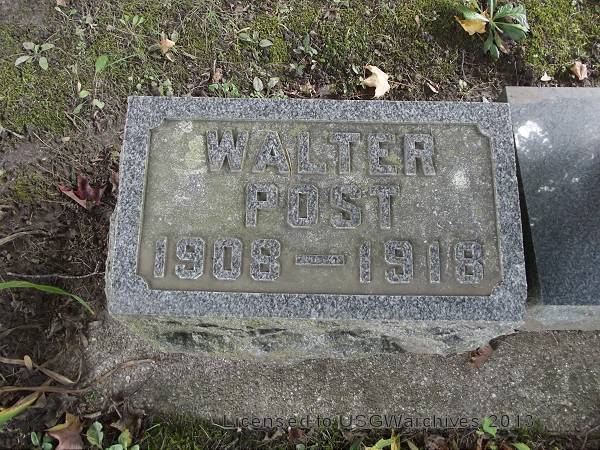 WALTER
POST
1908 — 1918
Licensed to USGWarchives 2013